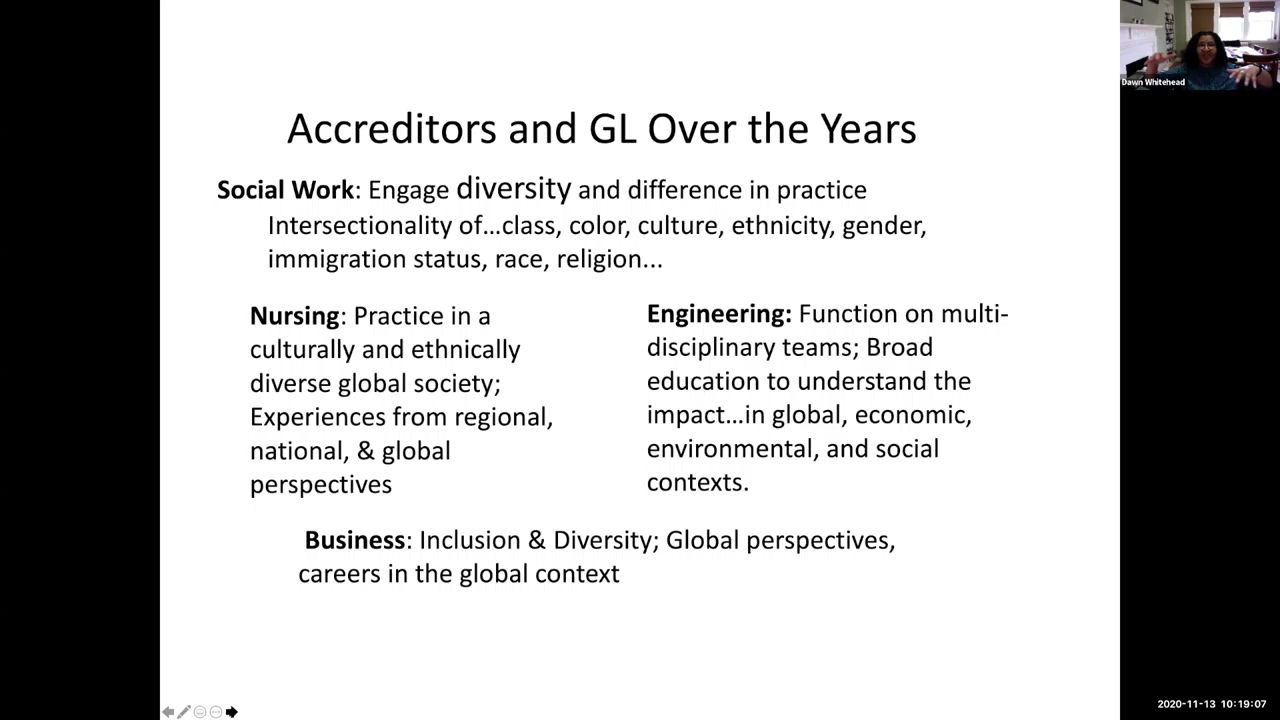 Dawn Whitehead
Accreditors and GL Over the Years
Social Work: Engage diversity and difference in practice
Intersectionality of...class, color, culture, ethnicity, gender,
immigration status, race, religion...
Nursing: Practice in a
culturally and ethnically
diverse global society;
Experiences from regional,
national, & global
perspectives
Engineering: Function on multi-
disciplinary teams; Broad
education to understand the
impact...in global, economic,
environmental, and social
contexts.
Business: Inclusion & Diversity; Global perspectives,
careers in the global context
2020-11-13 10:19:07